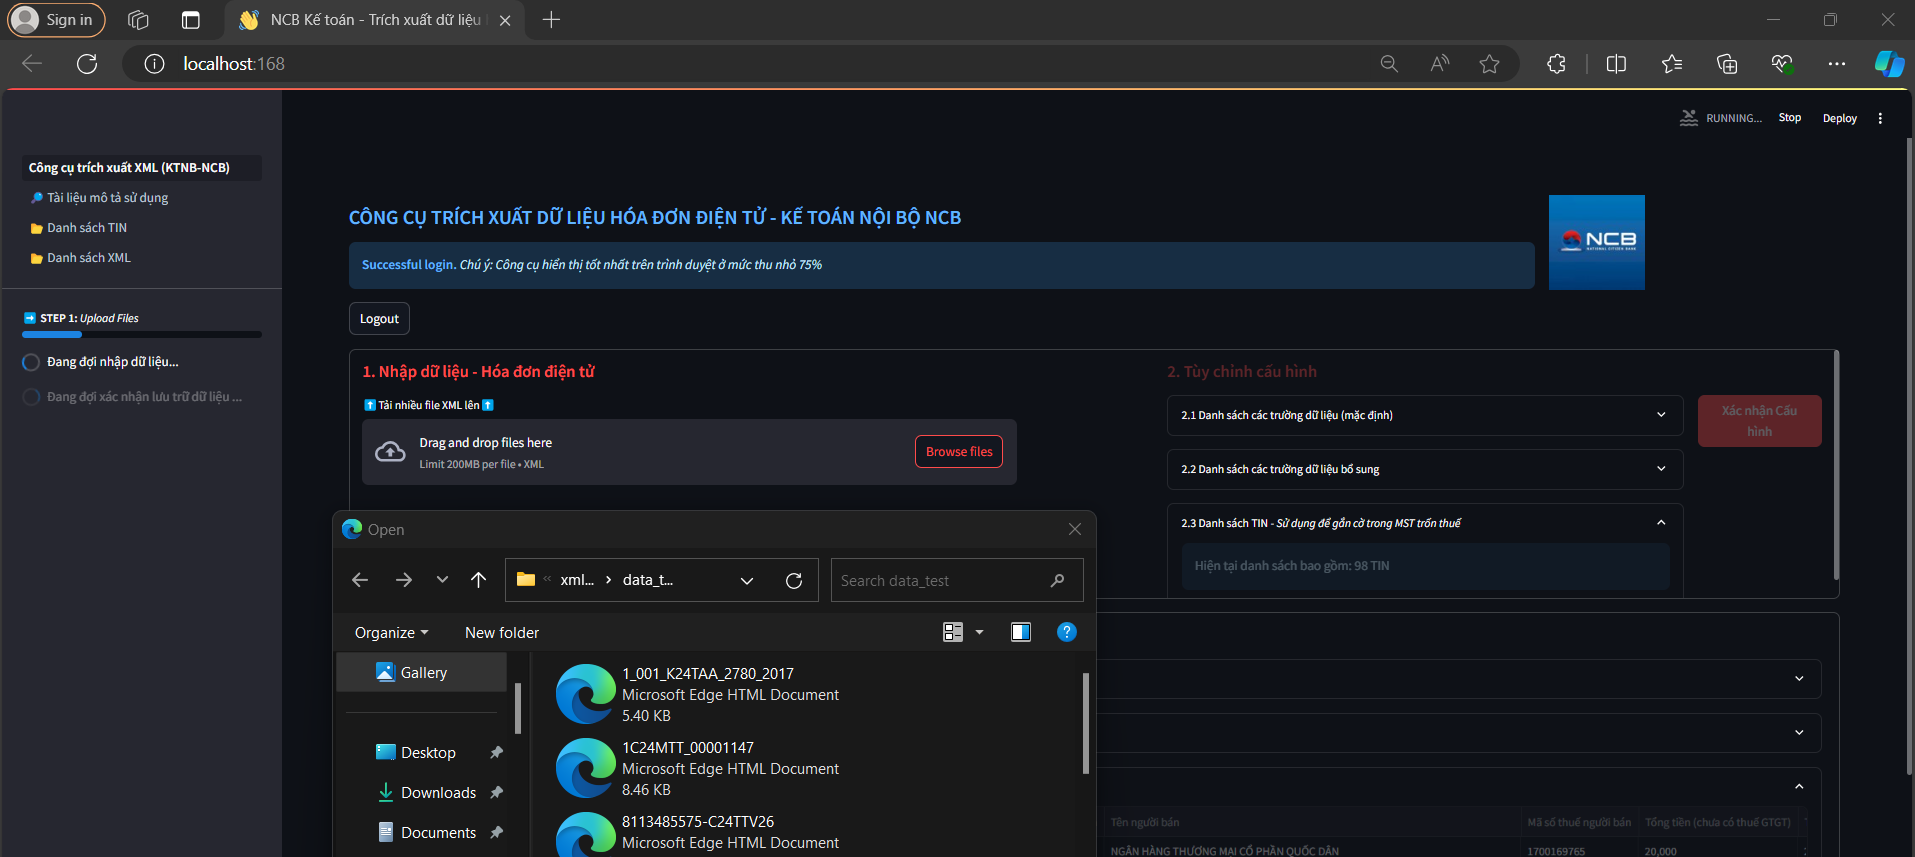 Sign in
NCB Kế toán - Trích xuất dữ liệu
localhost:168
RUNNING...
Stop
Deploy
Công cụ trích xuất XML (KTNB-NCB)
Tài liệu mô tả sử dụng
Danh sách TIN
Danh sách XML
STEP 1: Upload Files
Đang đợi nhập dữ liệu...
Đang đợi xác nhận lưu trữ dữ liệu ...
CÔNG CỤ TRÍCH XUẤT DỮ LIỆU HÓA ĐƠN ĐIỆN TỬ - KẾ TOÁN NỘI BỘ NCB
NCB
NATIONAL CITIZEN BANK
Successful login. Chú ý: Công cụ hiển thị tốt nhất trên trình duyệt ở mức thu nhỏ 75%
Logout
1. Nhập dữ liệu - Hóa đơn điện tử
Tải nhiều file XML lên
Drag and drop files here
Limit 200MB per file • XML
Browse files
2. Tùy chỉnh cấu hình
2.1 Danh sách các trường dữ liệu (mặc định)
Xác nhận Cấu
hình
2.2 Danh sách các trường dữ liệu bổ sung
2.3 Danh sách TIN - Sử dụng để gắn cờ trong MST trốn thuế
Hiện tại danh sách bao gồm: 98 TIN
Open
« xml... › data_t...
Search data_test
Organize
New folder
Gallery
Desktop
Downloads
Documents
1_001_K24TAA_2780_2017
Microsoft Edge HTML Document
5.40 KB
1C24MTT_00001147
Microsoft Edge HTML Document
8.46 KB
8113485575-C24TTV26
Microsoft Edge HTML Document
Tên người bán
Mã số thuế người bán
Tổng tiền (chưa có thuế GTGT)
NGÂN HÀNG THƯƠNG MẠI CỔ PHẦN QUỐC DÂN
1700169765
20,000